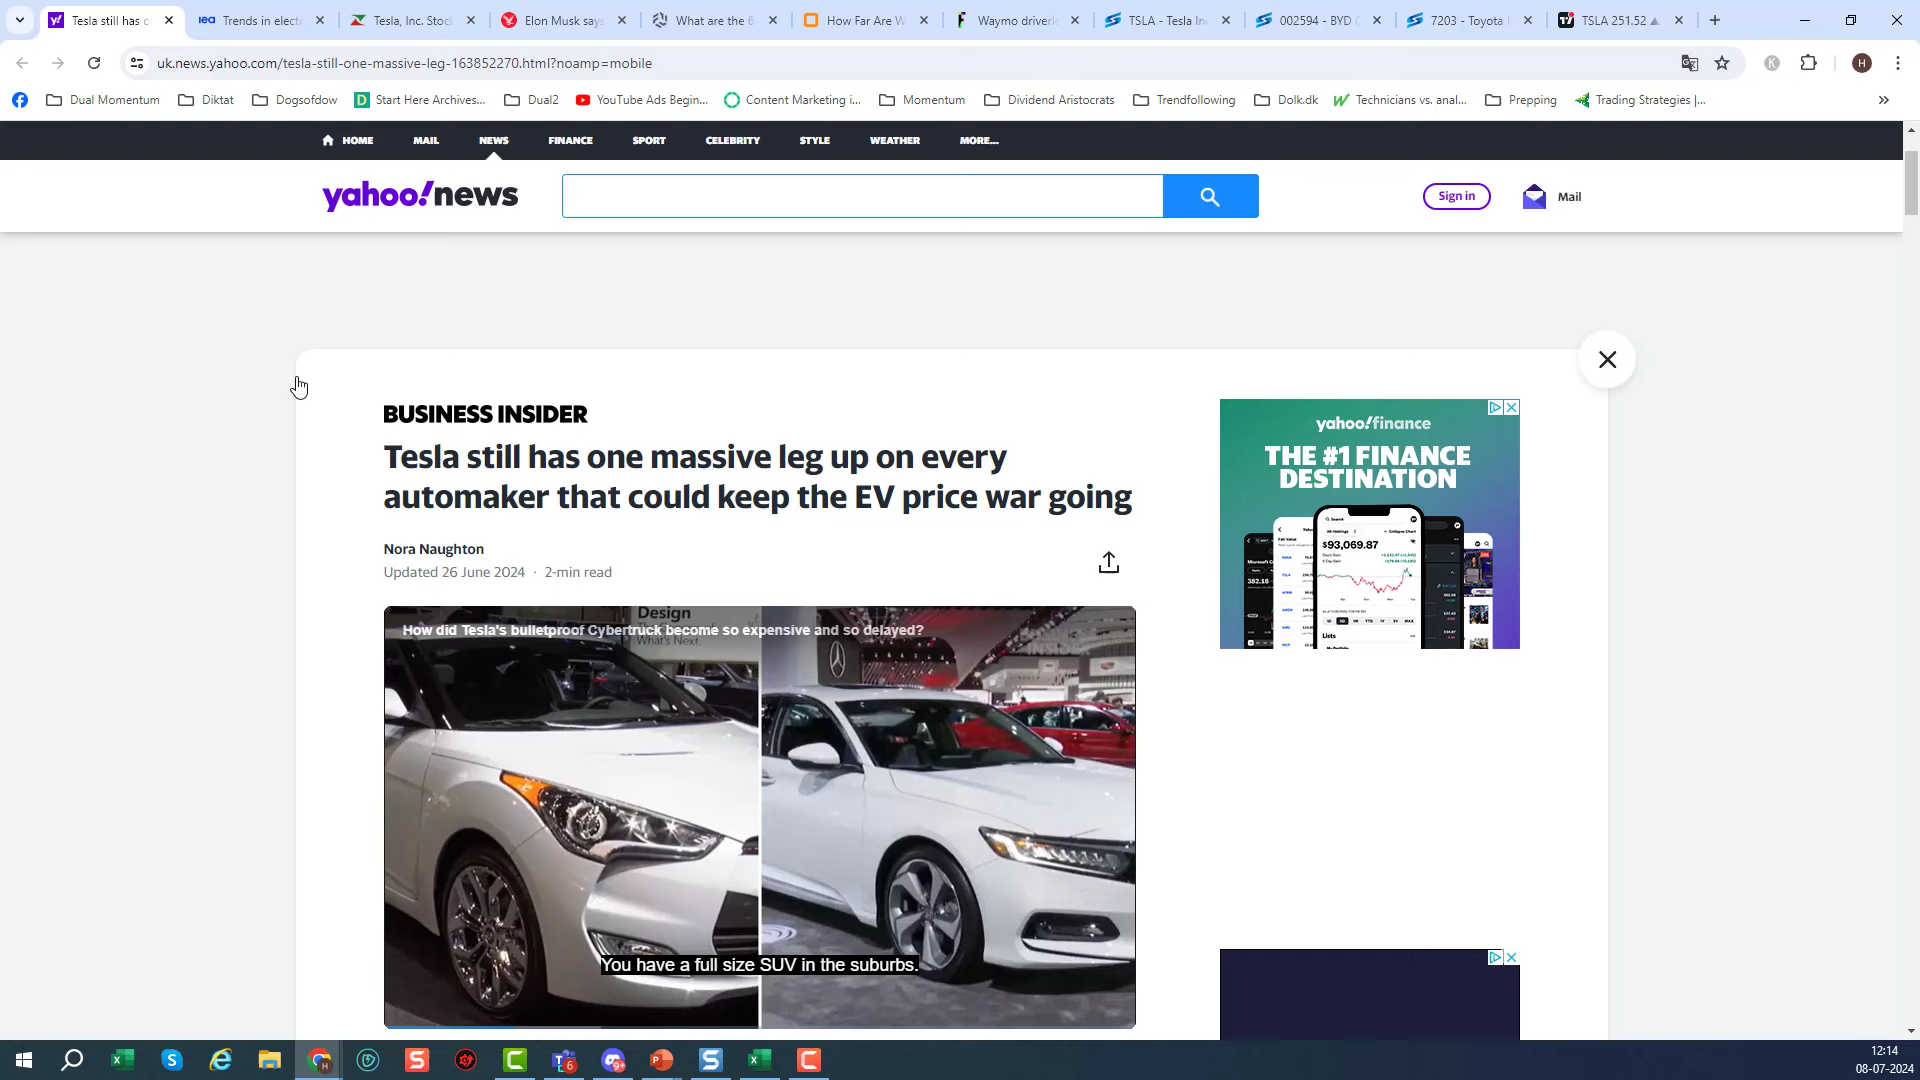 Tesla still has o
Trends in electr
Tesla, Inc. Stoc
Elon Musk says
What are the 6
How Far Are W
Waymo driverl
TSLA - Tesla In
002594 - BYD
7203 - Toyota
TSLA 251.52 ▲
uk.news.yahoo.com/tesla-still-one-massive-leg-163852270.html?noamp=mobile
H
Dual Momentum
Diktat
Dogsofdow
Start Here Archives...
Dual2
YouTube Ads Begin...
Content Marketing i...
Momentum
Dividend Aristocrats
Trendfollowing
Dolk.dk
Technicians vs. anal...
Prepping
Trading Strategies |...
HOME
MAIL
NEWS
FINANCE
SPORT
CELEBRITY
STYLE
WEATHER
MORE...
yahoo!news
Sign in
Mail
BUSINESS INSIDER
Tesla still has one massive leg up on every
automaker that could keep the EV price war going
Nora Naughton
Updated 26 June 2024 · 2-min read
Design
What's Next.
How did Tesla's bulletproof Cybertruck become so expensive and so delayed?
You have a full size SUV in the suburbs.
yahoo!finance
THE #1 FINANCE
DESTINATION
$93,069.87
Lists
12:14
08-07-2024